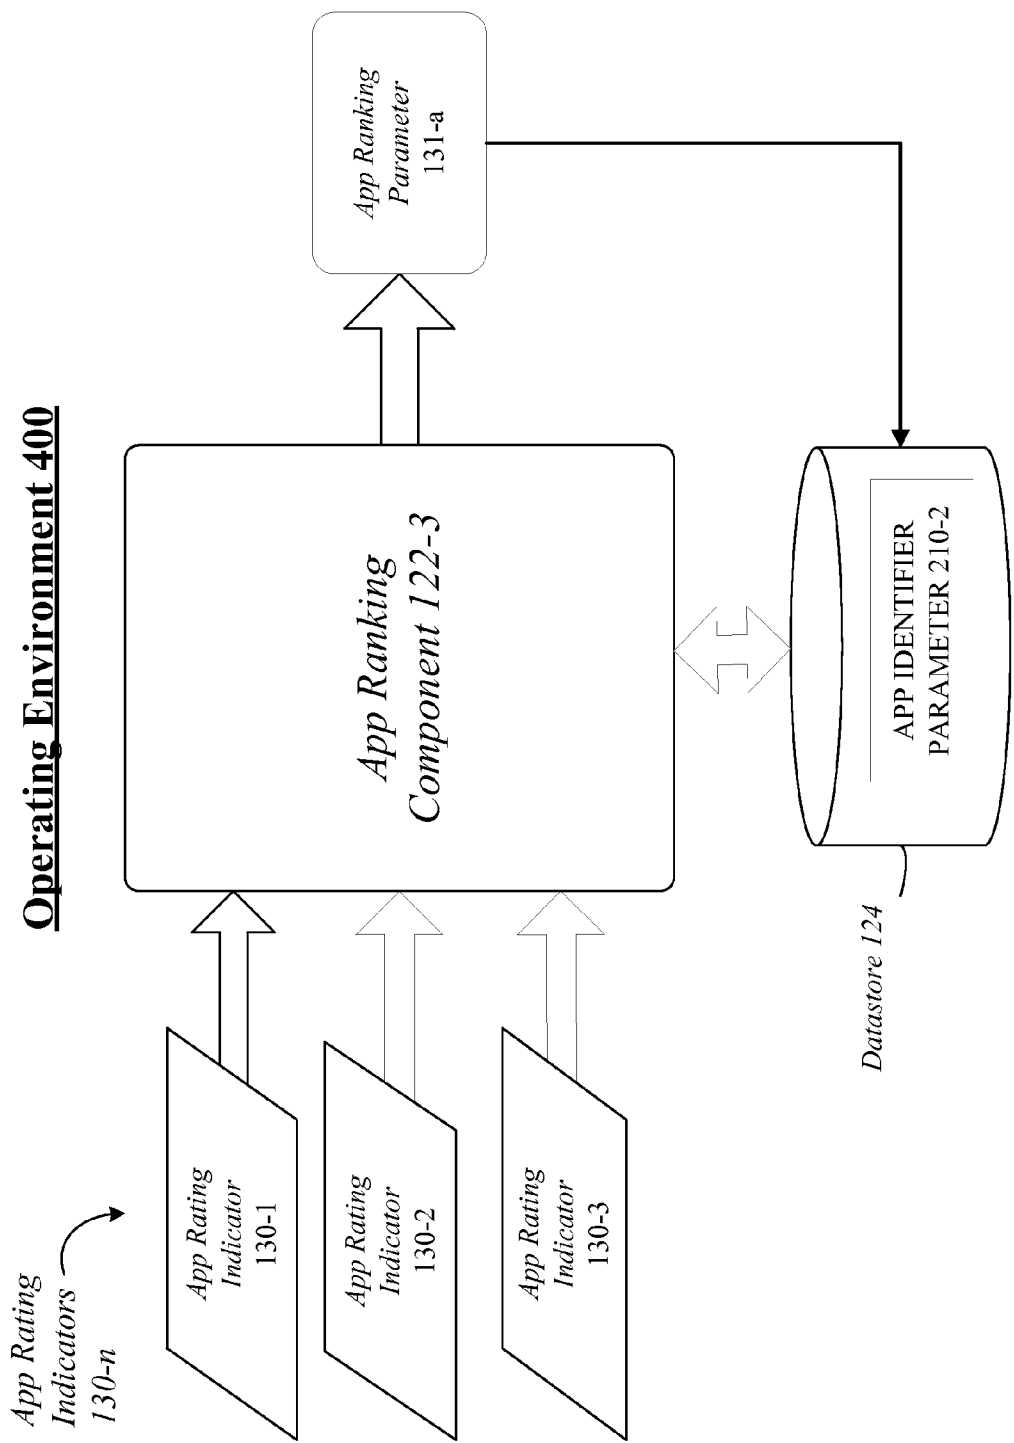 Operating Environment 400
App Rating
Indicators
130-n
App Rating
Indicator
130-1
App Rating
Indicator
130-2
App Rating
Indicator
130-3
App Ranking
Component 122-3
App Ranking
Parameter
131-a
Datastore 124
APP IDENTIFIER
PARAMETER 210-2